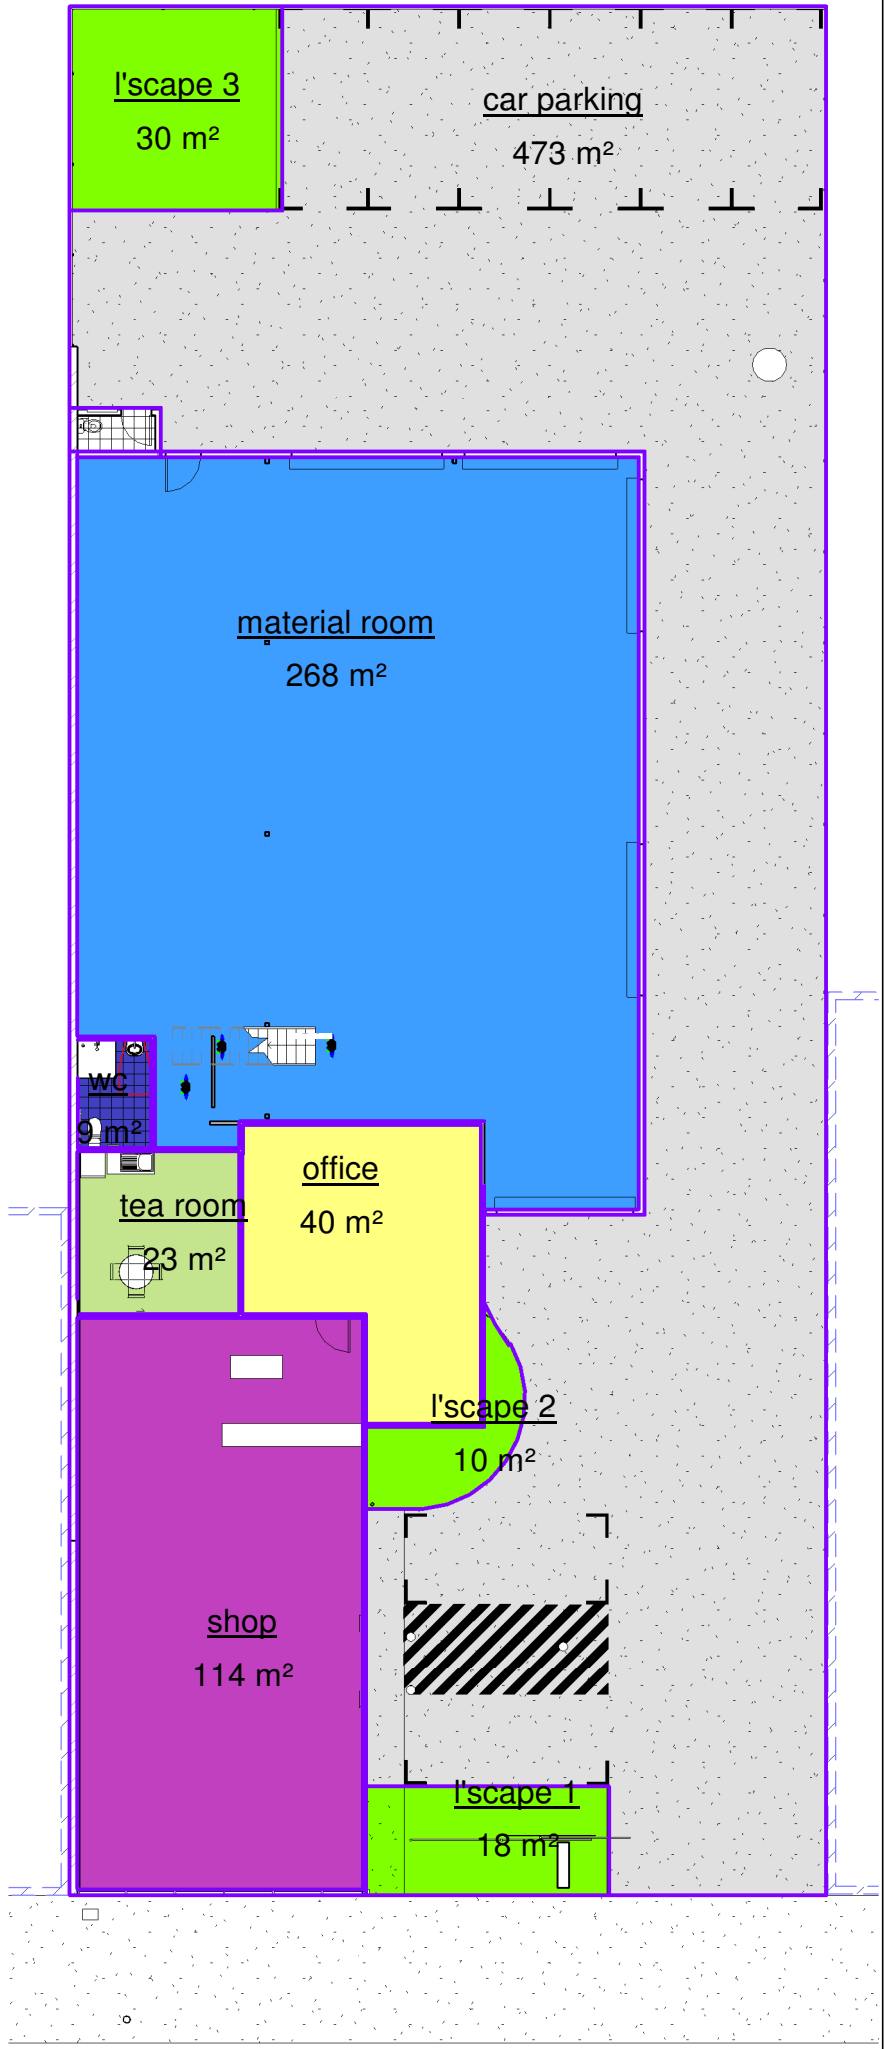 l'scape 3
30 m²
car parking
473 m²
material room
268 m²
wc
9 m²
office
40 m²
tea room
23 m²
l'scape 2
10 m²
shop
114 m²
l'scape 1
18 m²